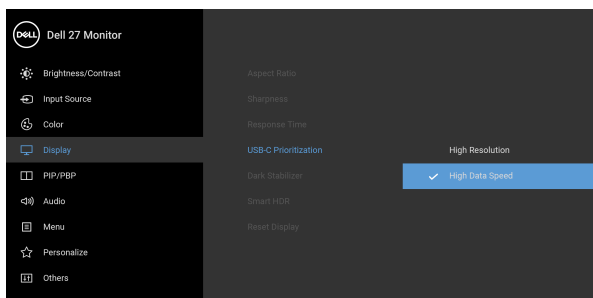 DELL
Dell 27 Monitor
Brightness/Contrast
Aspect Ratio
Input Source
Sharpness
Color
Response Time
Display
USB-C Prioritization
High Resolution
PIP/PBP
Dark Stabilizer
High Data Speed
Audio
Smart HDR
Menu
Reset Display
Personalize
Others